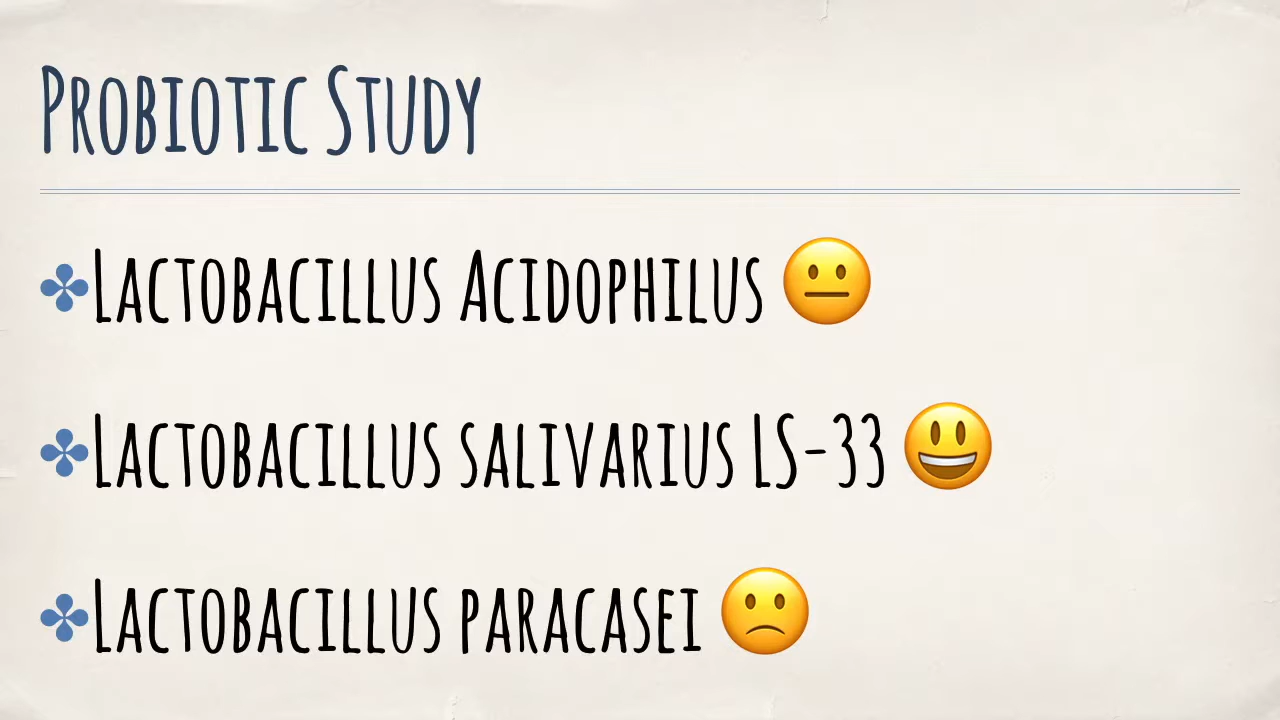 Probiotic Study
Lactobacillus Acidophilus 😐
Lactobacillus salivarius LS-33 😃
Lactobacillus paracasei 🙁